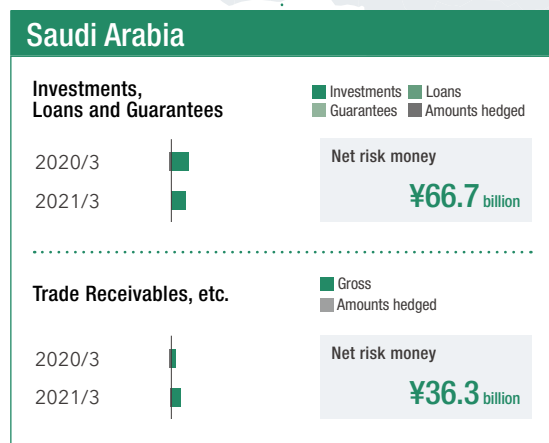 Saudi Arabia
Investments,
Loans and Guarantees
Investments Loans
Guarantees Amounts hedged
2020/3
2021/3
Net risk money
¥66.7 billion
Trade Receivables, etc.
Gross
Amounts hedged
2020/3
2021/3
Net risk money
¥36.3 billion